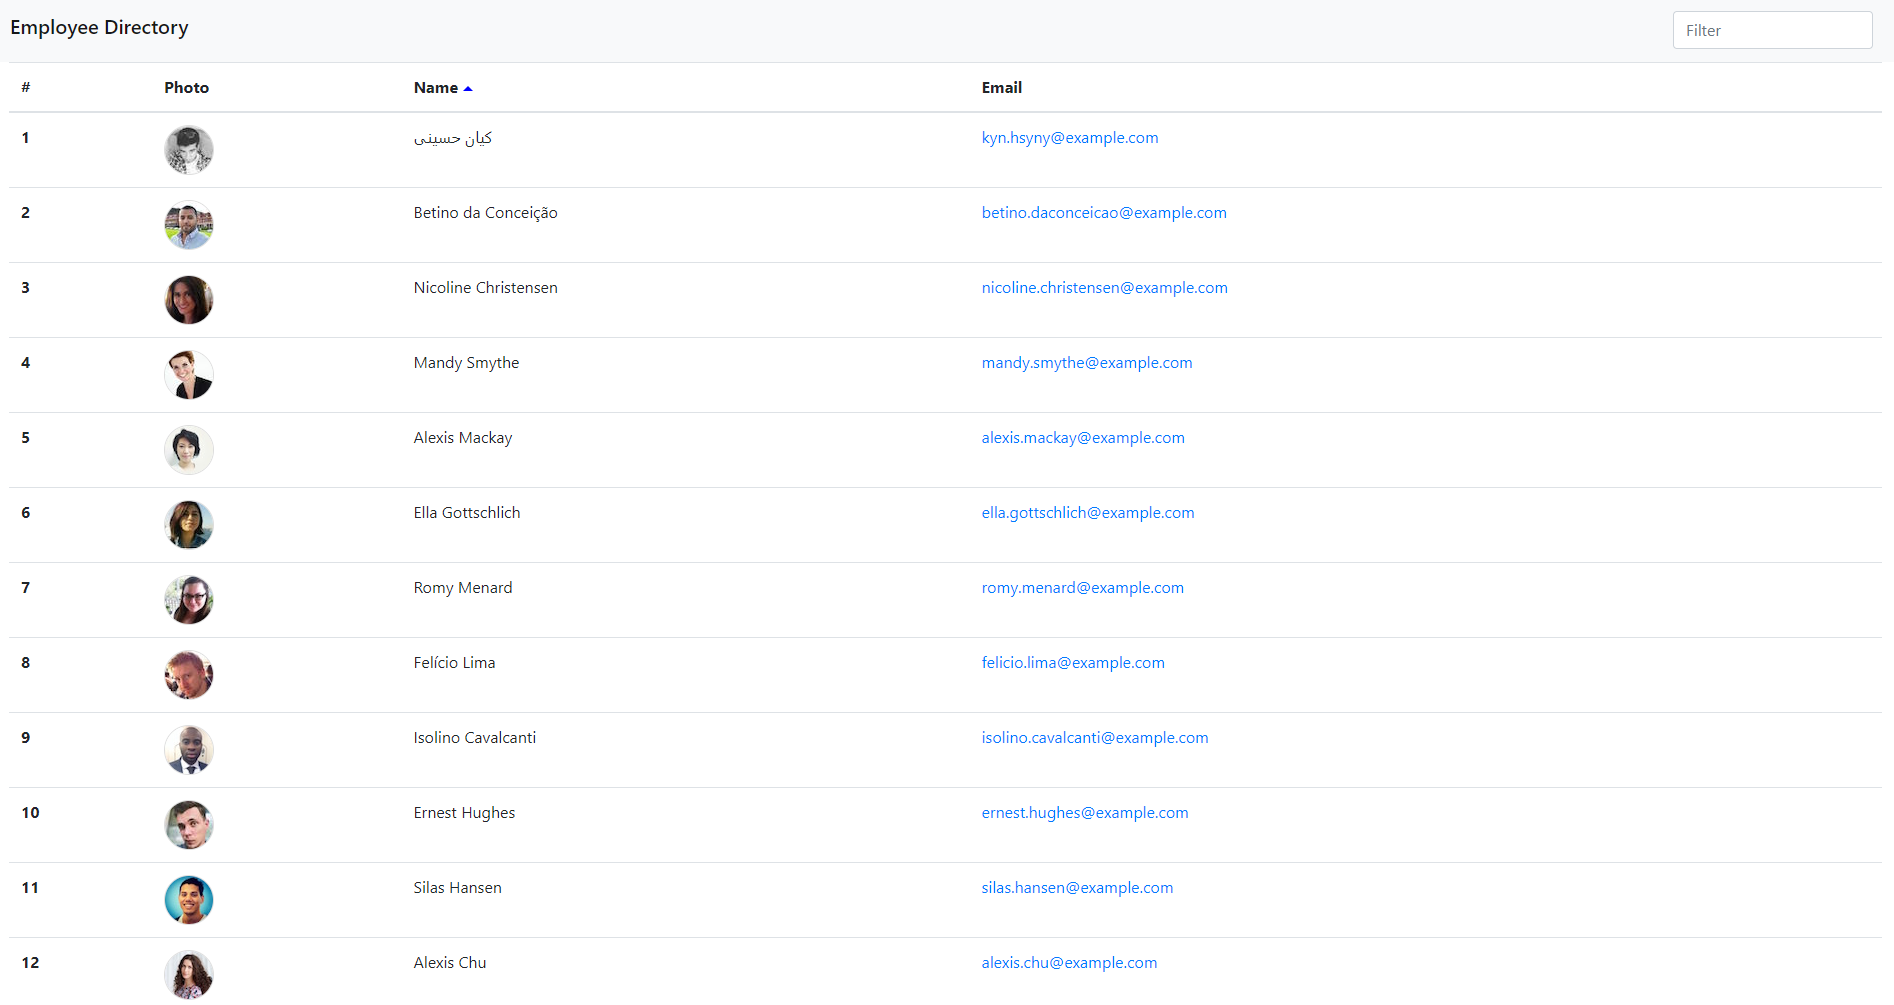 Employee Directory
Filter
# Photo Name Email
1 کیان حسینی kyn.hsyny@example.com
2 Betino da Conceição betino.daconceicao@example.com
3 Nicoline Christensen nicoline.christensen@example.com
4 Mandy Smythe mandy.smythe@example.com
5 Alexis Mackay alexis.mackay@example.com
6 Ella Gottschlich ella.gottschlich@example.com
7 Romy Menard romy.menard@example.com
8 Felício Lima felicio.lima@example.com
9 Isolino Cavalcanti isolino.cavalcanti@example.com
10 Ernest Hughes ernest.hughes@example.com
11 Silas Hansen silas.hansen@example.com
12 Alexis Chu alexis.chu@example.com